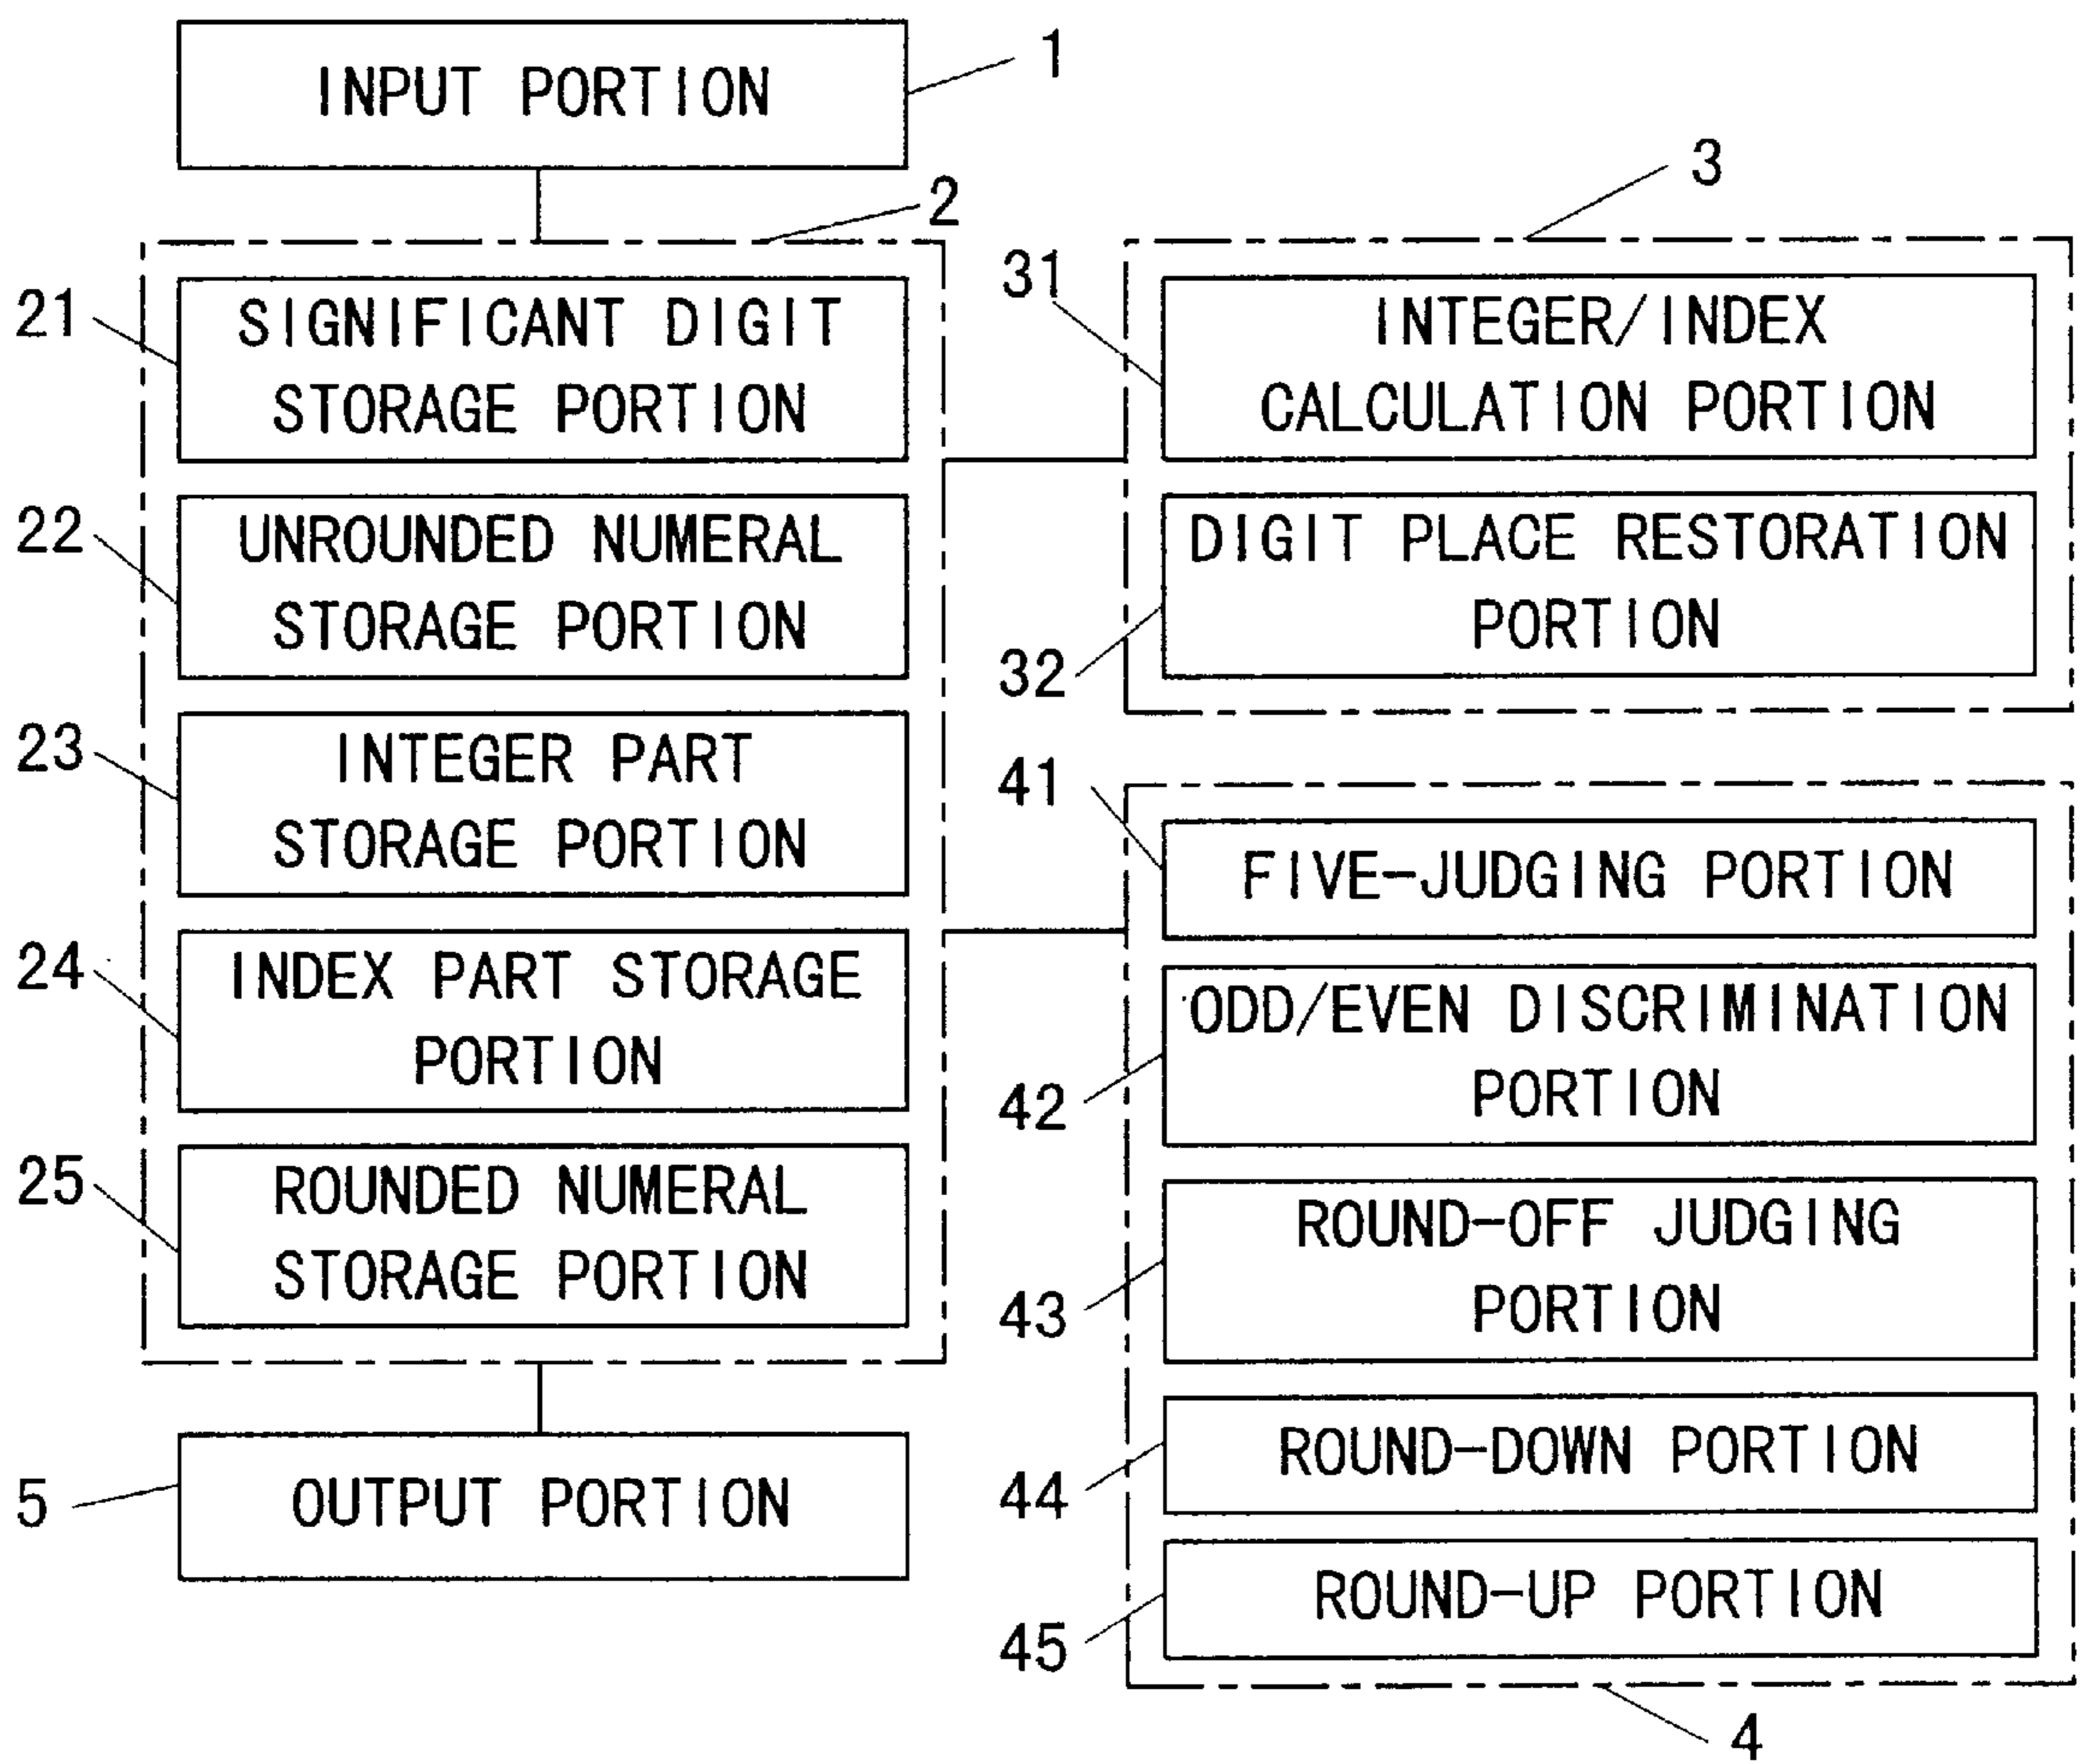 INPUT PORTION
1
2
21
SIGNIFICANT DIGIT
STORAGE PORTION
22
UNROUNDED NUMERAL
STORAGE PORTION
23
INTEGER PART
STORAGE PORTION
24
INDEX PART STORAGE
PORTION
25
ROUNDED NUMERAL
STORAGE PORTION
5
OUTPUT PORTION
3
31
INTEGER/INDEX
CALCULATION PORTION
32
DIGIT PLACE RESTORATION
PORTION
41
FIVE-JUDGING PORTION
42
ODD/EVEN DISCRIMINATION
PORTION
43
ROUND-OFF JUDGING
PORTION
44
ROUND-DOWN PORTION
45
ROUND-UP PORTION
4